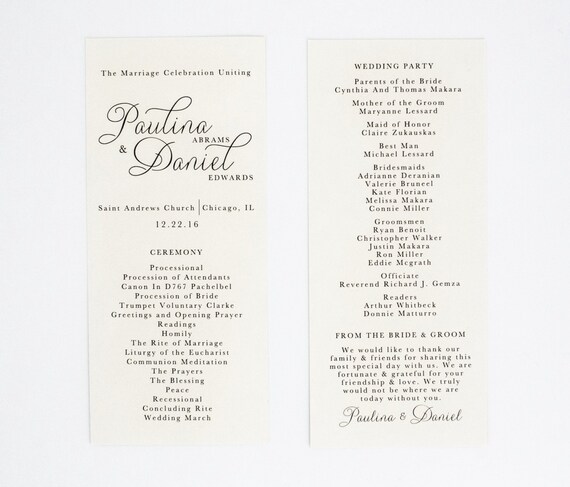 The Marriage Celebration Uniting
Paulina
ABRAMS
& Daniel
EDWARDS
Saint Andrews Church | Chicago, IL
12.22.16
CEREMONY
Processional
Procession of Attendants
Canon In D767 Pachelbel
Procession of Bride
Trumpet Voluntary Clarke
Greetings and Opening Prayer
Readings
Homily
The Rite of Marriage
Liturgy of the Eucharist
Communion Meditation
The Prayers
The Blessing
Peace
Recessional
Concluding Rite
Wedding March
WEDDING PARTY
Parents of the Bride
Cynthia And Thomas Makara
Mother of the Groom
Maryanne Lessard
Maid of Honor
Claire Zukauskas
Best Man
Michael Lessard
Bridesmaids
Adrianne Deranian
Valerie Bruneel
Kate Florian
Melissa Makara
Connie Miller
Groomsmen
Ryan Benoit
Christopher Walker
Justin Makara
Ron Miller
Eddie Mcgrath
Officiate
Reverend Richard J. Gemza
Readers
Arthur Whitbeck
Donnie Matturro
FROM THE BRIDE & GROOM
We would like to thank our
family & friends for sharing this
most special day with us. We are
fortunate & grateful for your
friendship & love. We truly
would not be where we are
today without you.
Paulina & Daniel